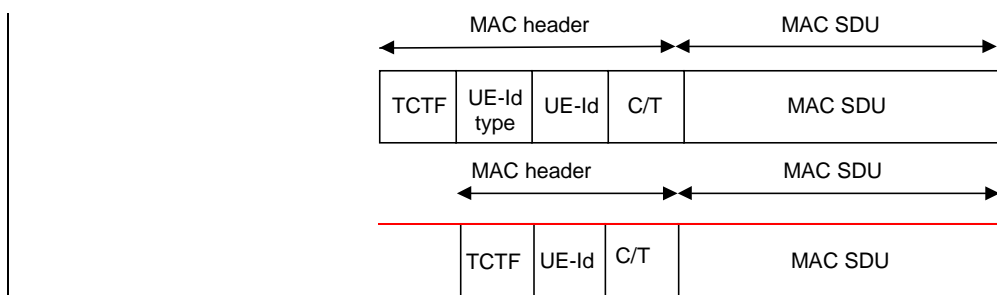 MAC header MAC SDU
TCTF UE-Id type UE-Id C/T MAC SDU
MAC header MAC SDU
TCTF UE-Id C/T MAC SDU